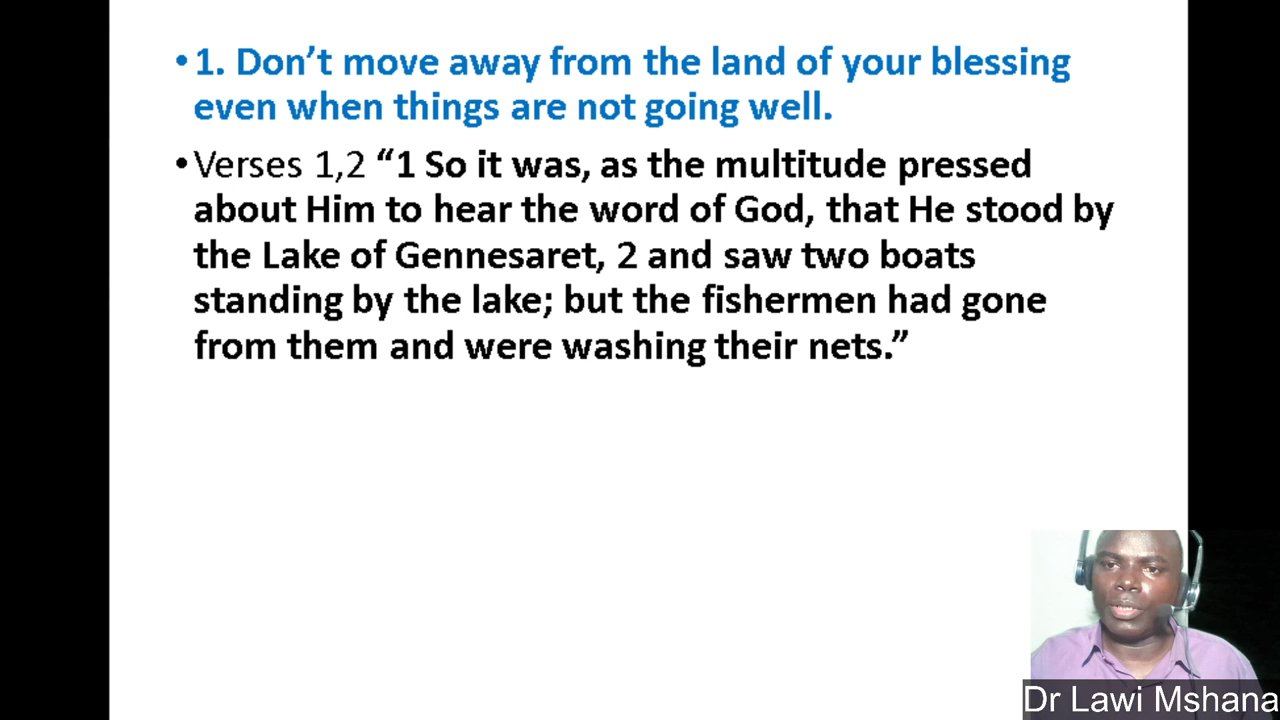 •1. Don’t move away from the land of your blessing
even when things are not going well.
•Verses 1,2 “1 So it was, as the multitude pressed
about Him to hear the word of God, that He stood by
the Lake of Gennesaret, 2 and saw two boats
standing by the lake; but the fishermen had gone
from them and were washing their nets.”
Dr Lawi Mshana